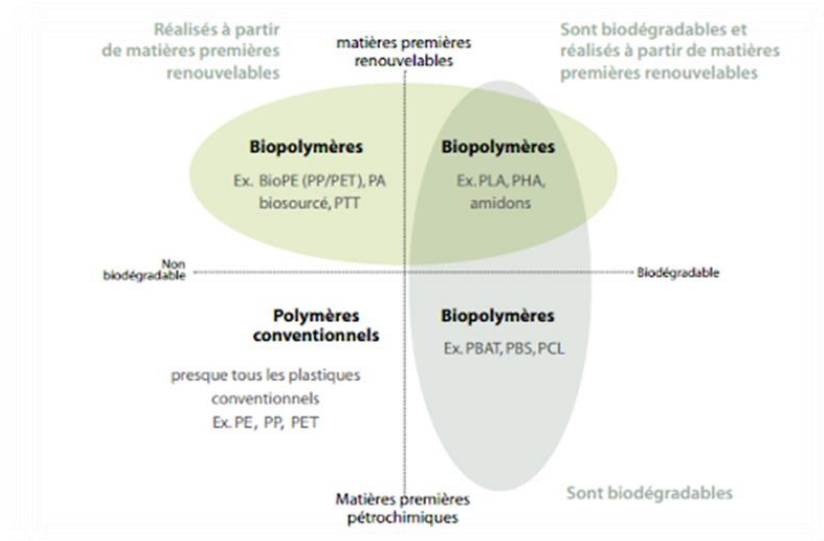 Réalisés à partir
de matières premières
renouvelables
matières premières
renouvelables
Sont biodégradables et
réalisés à partir de matières
premières renouvelables
Biopolymères
Ex. BioPE (PP/PET), PA
biosourcé, PTT
Biopolymères
Ex. PLA, PHA,
amidons
Non
biodégradable
Biodégradable
Polymères
conventionnels
presque tous les plastiques
conventionnels
Ex. PE, PP, PET
Biopolymères
Ex. PBAT, PBS, PCL
Matières premières
pétrochimiques
Sont biodégradables